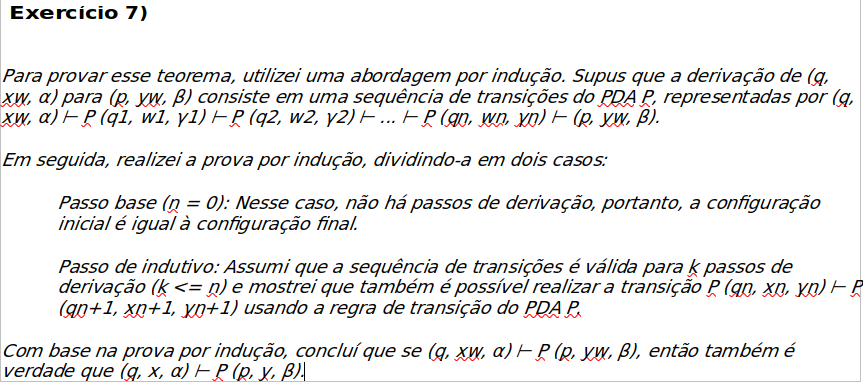 Exercício 7)
Para provar esse teorema, utilizei uma abordagem por indução. Supus que a derivação de (q,
xw, α) para (p, yw, β) consiste em uma sequência de transições do PDA P, representadas por (q,
xw, α) ⊢ P (q1, w1, γ1) ⊢ P (q2, w2, γ2) ⊢ ... ⊢ P (qn, wn, γn) ⊢ (p, yw, β).
Em seguida, realizei a prova por indução, dividindo-a em dois casos:
Passo base (n = 0): Nesse caso, não há passos de derivação, portanto, a configuração
inicial é igual à configuração final.
Passo de indutivo: Assumi que a sequência de transições é válida para k passos de
derivação (k <= n) e mostrei que também é possível realizar a transição P (qn, xn, yn) ⊢ P
(qn+1, xn+1, yn+1) usando a regra de transição do PDA P.
Com base na prova por indução, concluí que se (q, xw, α) ⊢ P (p, yw, β), então também é
verdade que (q, x, α) ⊢ P (p, y, β).